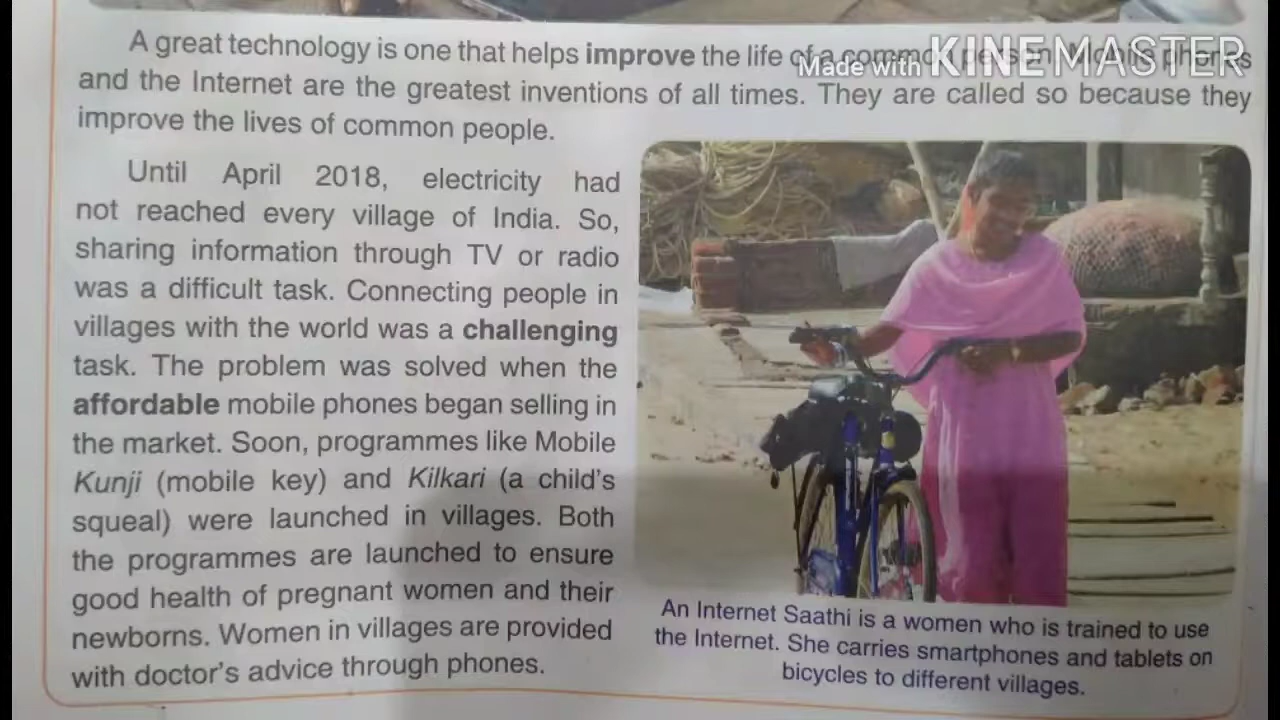 A great technology is one that helps improve the life of a common person. Mobile phones
Made with KINEMASTER
and the Internet are the greatest inventions of all times. They are called so because they
improve the lives of common people.
Until April 2018, electricity had
not reached every village of India. So,
sharing information through TV or radio
was a difficult task. Connecting people in
villages with the world was a challenging
task. The problem was solved when the
affordable mobile phones began selling in
the market. Soon, programmes like Mobile
Kunji (mobile key) and Kilkari (a child's
squeal) were launched in villages. Both
the programmes are launched to ensure
good health of pregnant women and their
newborns. Women in villages are provided
with doctor's advice through phones.
An Internet Saathi is a women who is trained to use
the Internet. She carries smartphones and tablets on
bicycles to different villages.